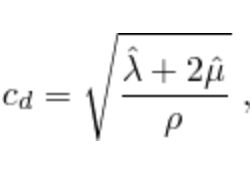 c_d = \sqrt{\frac{\hat{\lambda} + 2\hat{\mu}}{\rho}} ,